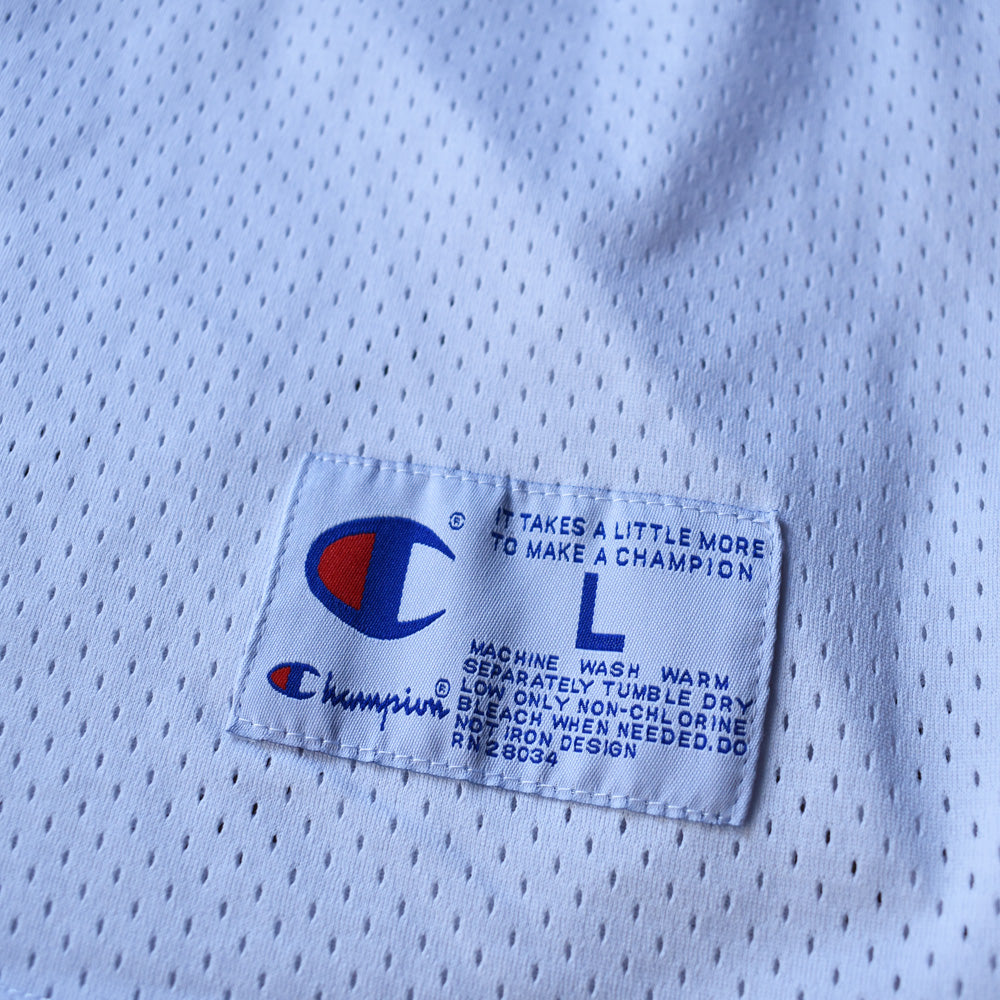 ®
IT TAKES A LITTLE MORE
TO MAKE A CHAMPION
L
Champion®
MACHINE WASH WARM
SEPARATELY TUMBLE DRY
LOW ONLY NON-CHLORINE
BLEACH WHEN NEEDED.DO
NOT IRON DESIGN
RN 28034